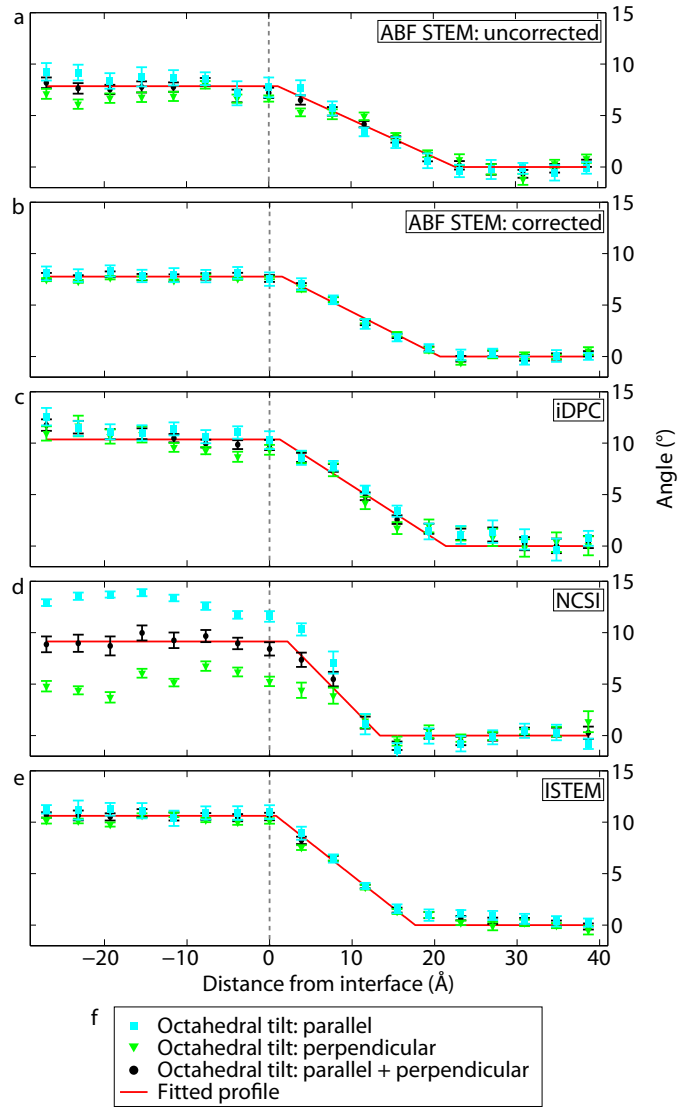 a
ABF STEM: uncorrected
15
10
5
0
b
ABF STEM: corrected
15
10
5
0
c
iDPC
15
10
5
0
Angle (°)
d
NCSI
15
10
5
0
e
ISTEM
15
10
5
0
−20 −10 0 10 20 30 40
Distance from interface (Å)
f
Octahedral tilt: parallel
Octahedral tilt: perpendicular
Octahedral tilt: parallel + perpendicular
Fitted profile